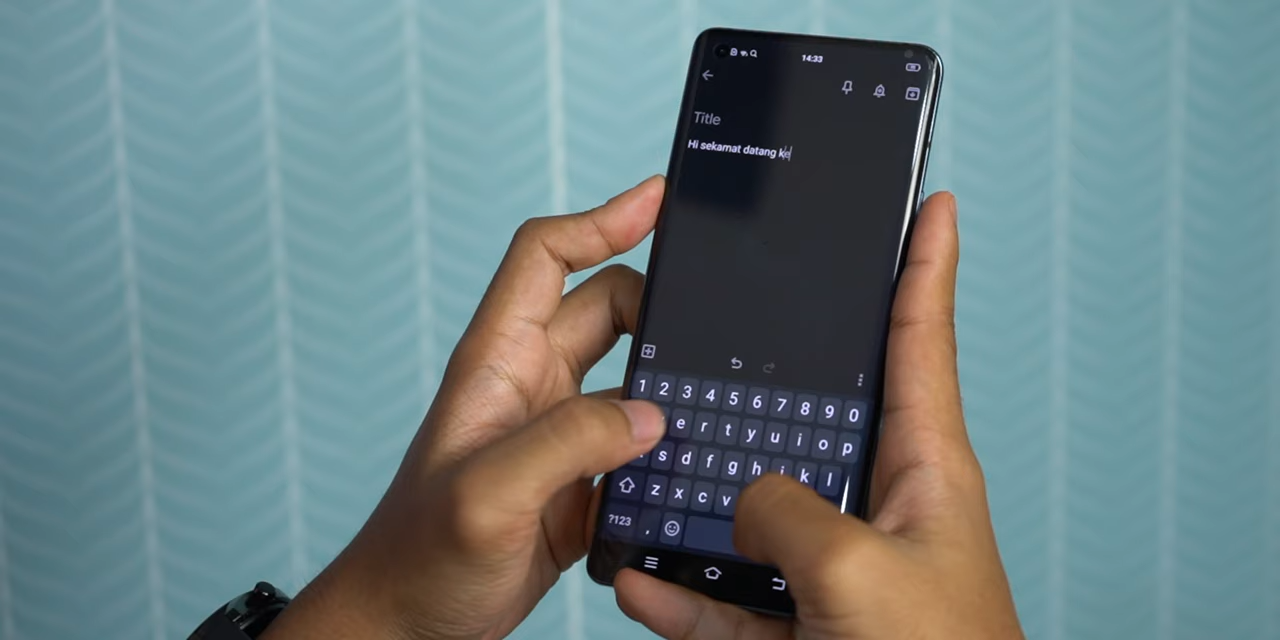 14:33
Title
Hi sekamat datang ke
1 2 3 4 5 6 7 8 9 0
e r t y u i o p
s d f g h j k l
z x c v
?123 ,